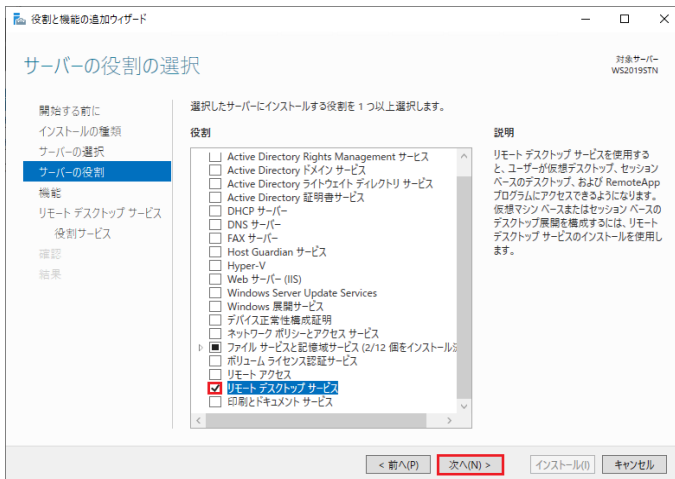 役割と機能の追加ウィザード
サーバーの役割の選択
対象サーバー
WS2019STN
開始する前に
インストールの種類
サーバーの選択
サーバーの役割
機能
リモート デスクトップ サービス
役割サービス
確認
結果
選択したサーバーにインストールする役割を 1 つ以上選択します。
役割
Active Directory Rights Management サービス
Active Directory ドメイン サービス
Active Directory ライトウェイト ディレクトリ サービス
Active Directory 証明書サービス
DHCP サーバー
DNS サーバー
FAX サーバー
Host Guardian サービス
Hyper-V
Web サーバー (IIS)
Windows Server Update Services
Windows 展開サービス
デバイス正常性構成証明
ネットワーク ポリシーとアクセス サービス
ファイル サービスと記憶域サービス (2/12 個をインストール
ボリューム ライセンス認証サービス
リモート アクセス
リモート デスクトップ サービス
印刷とドキュメント サービス
説明
リモート デスクトップ サービスを使用する
と、ユーザーが仮想デスクトップ、セッション
ベースのデスクトップ、および RemoteApp
プログラムにアクセスできるようになります。
仮想マシン ベースまたはセッション ベースの
デスクトップ展開を構成するには、リモート
デスクトップ サービスのインストールを使用し
ます。
< 前へ(P)
次へ(N) >
インストール(I)
キャンセル